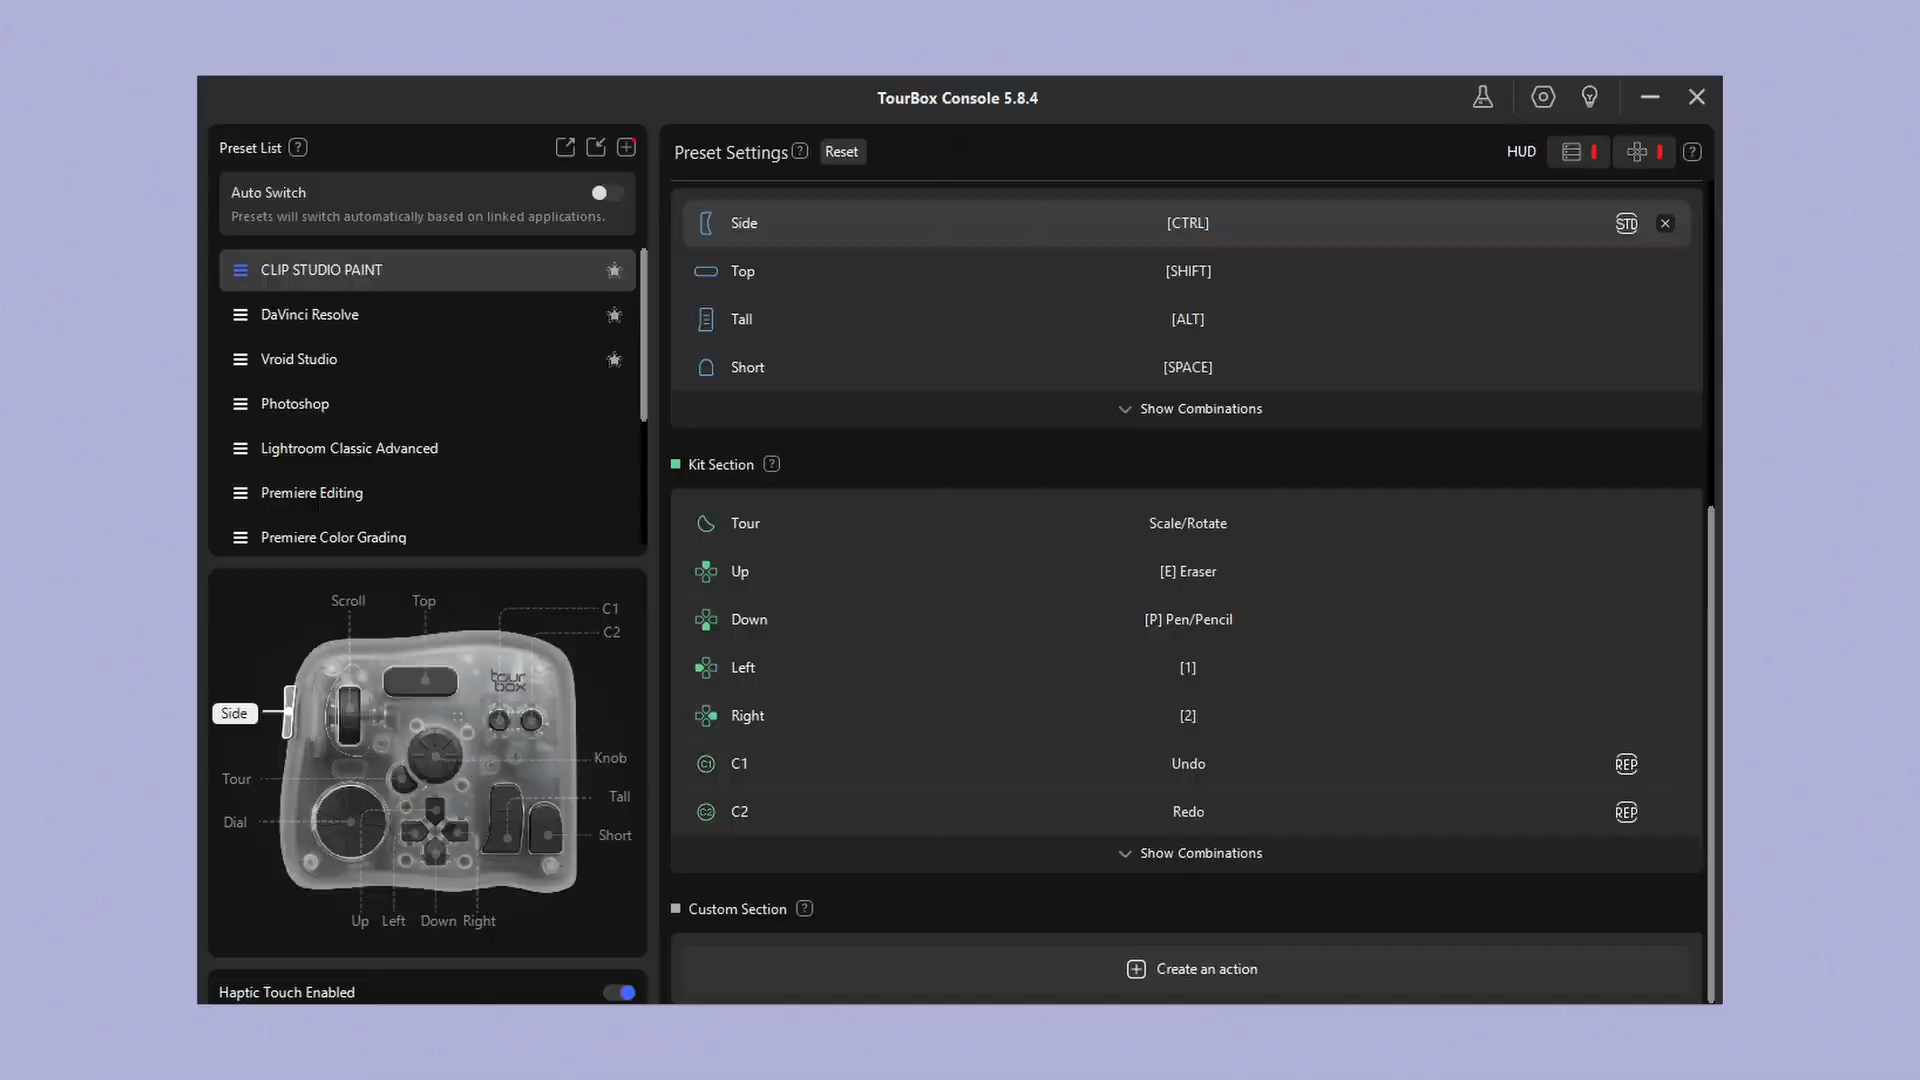 TourBox Console 5.8.4
Preset List ?
Auto Switch
Presets will switch automatically based on linked applications.
CLIP STUDIO PAINT
DaVinci Resolve
Vroid Studio
Photoshop
Lightroom Classic Advanced
Premiere Editing
Premiere Color Grading
Scroll
Top
C1
C2
tour
box
Side
Knob
Tour
Tall
Dial
Short
Up
Left
Down
Right
Haptic Touch Enabled
Preset Settings ? Reset
HUD ?
Side [CTRL] STD
Top [SHIFT]
Tall [ALT]
Short [SPACE]
Show Combinations
Kit Section ?
Tour Scale/Rotate
Up [E] Eraser
Down [P] Pen/Pencil
Left [1]
Right [2]
C1 C1 Undo REP
C2 C2 Redo REP
Show Combinations
Custom Section ?
Create an action